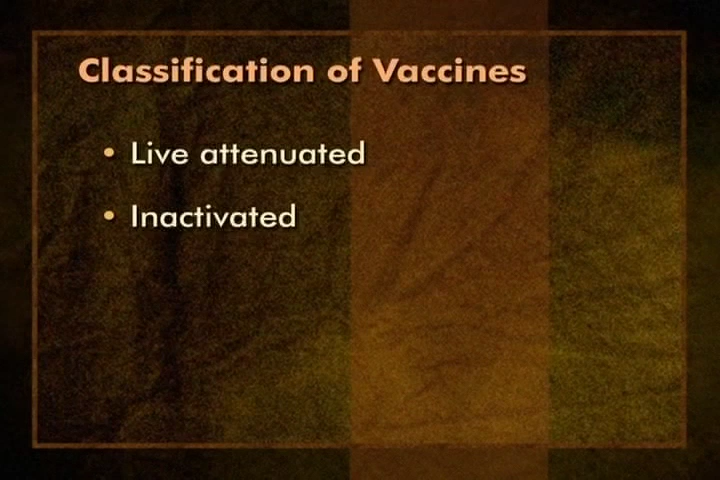 Classification of Vaccines
• Live attenuated
• Inactivated